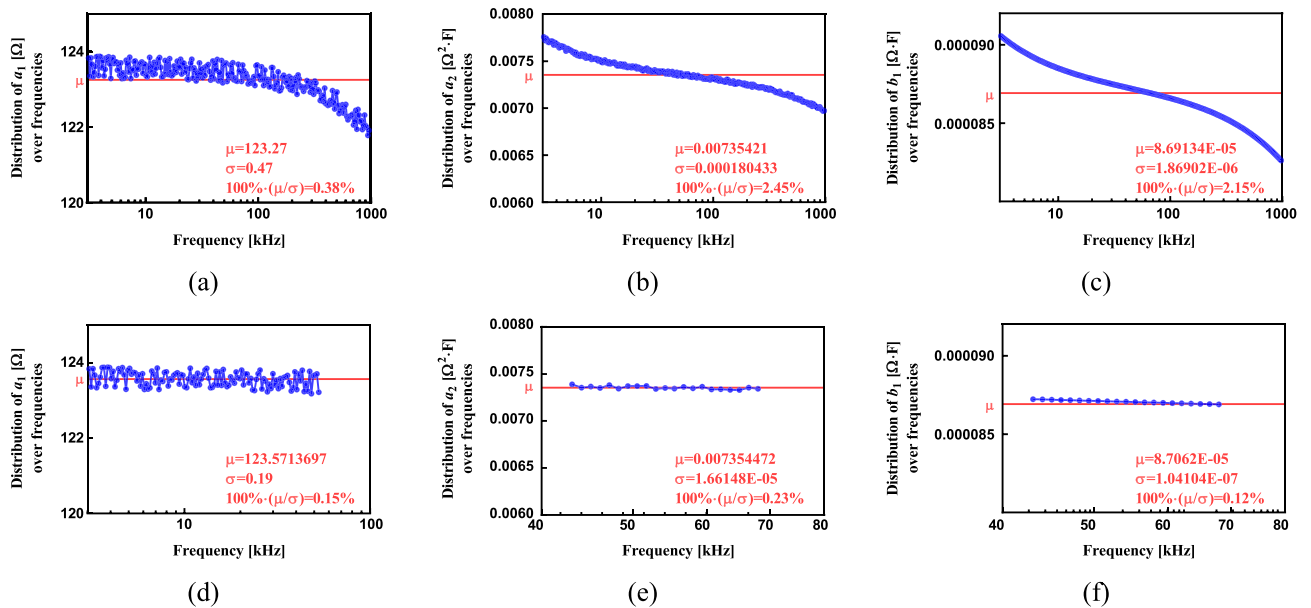 Distribution of a₁ [Ω]
over frequencies
124
μ
122
120
μ=123.27
σ=0.47
100%·(μ/σ)=0.38%
10
100
1000
Frequency [kHz]
(a)
Distribution of a₂ [Ω²·F]
over frequencies
0.0080
0.0075
μ
0.0070
0.0065
0.0060
μ=0.00735421
σ=0.000180433
100%·(μ/σ)=2.45%
10
100
1000
Frequency [kHz]
(b)
Distribution of b₁ [Ω·F]
over frequencies
0.000090
μ
0.000085
μ=8.69134E-05
σ=1.86902E-06
100%·(μ/σ)=2.15%
10
100
1000
Frequency [kHz]
(c)
Distribution of a₁ [Ω]
over frequencies
124
μ
122
120
μ=123.5713697
σ=0.19
100%·(μ/σ)=0.15%
10
100
Frequency [kHz]
(d)
Distribution of a₂ [Ω²·F]
over frequencies
0.0080
0.0075
μ
0.0070
0.0065
0.0060
μ=0.007354472
σ=1.66148E-05
100%·(μ/σ)=0.23%
40
50
60
70
80
Frequency [kHz]
(e)
Distribution of b₁ [Ω·F]
over frequencies
0.000090
μ
0.000085
μ=8.7062E-05
σ=1.04104E-07
100%·(μ/σ)=0.12%
40
50
60
70
80
Frequency [kHz]
(f)